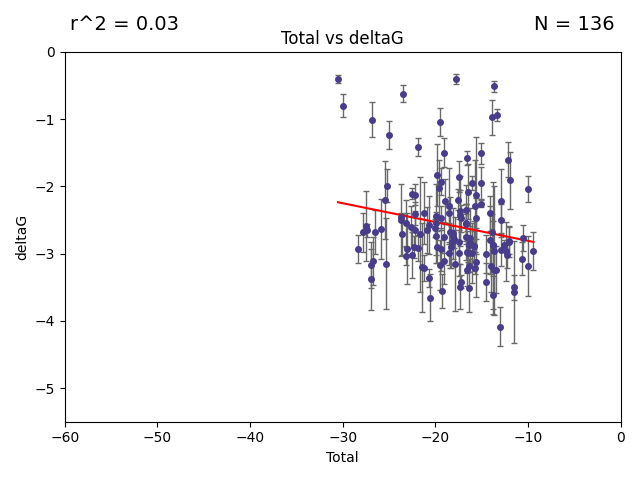 r^2 = 0.03
N = 136
Total vs deltaG
deltaG
0
−1
−2
−3
−4
−5
−60 −50 −40 −30 −20 −10 0
Total